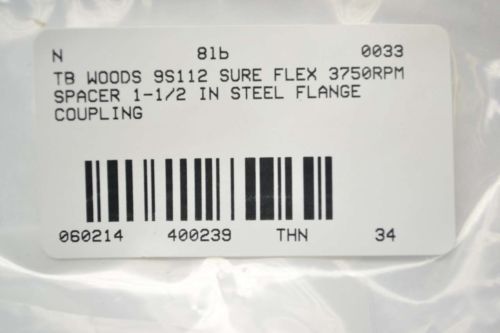 N 8lb 0033
TB WOODS 9S112 SURE FLEX 3750RPM
SPACER 1-1/2 IN STEEL FLANGE
COUPLING
060214 400239 THN 34